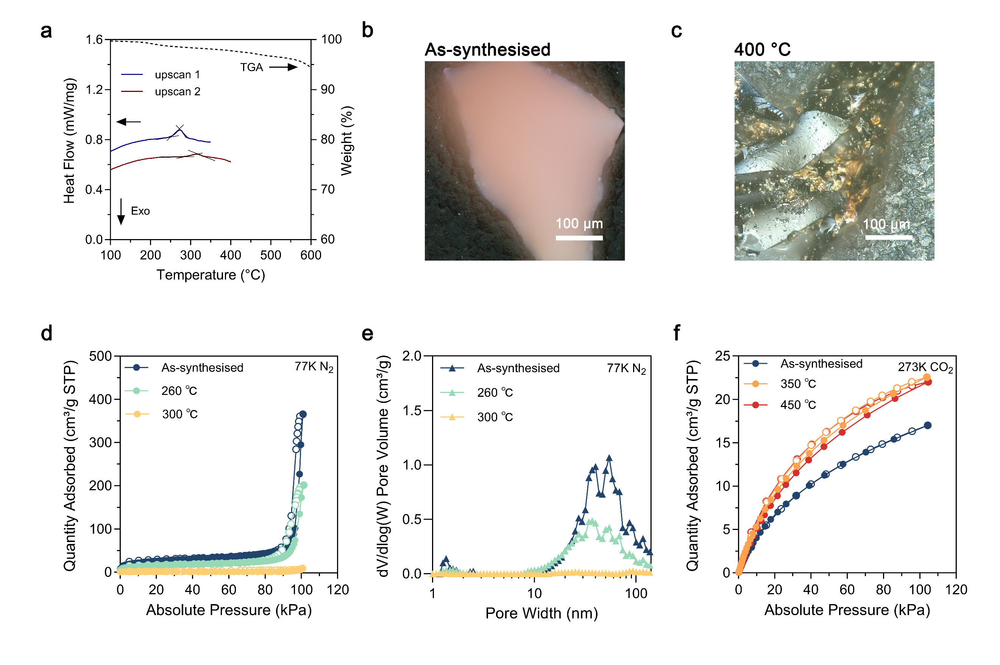 a
1.6
1.2
0.8
0.4
0.0
100
90
80
70
60
100 200 300 400 500 600
Heat Flow (mW/mg)
Weight (%)
Temperature (°C)
TGA
upscan 1
upscan 2
Exo
b
As-synthesised
100 µm
c
400 °C
100 µm
d
500
400
300
200
100
0
0 20 40 60 80 100 120
Quantity Adsorbed (cm³/g STP)
Absolute Pressure (kPa)
As-synthesised
260 ℃
300 ℃
77K N₂
e
2.0
1.5
1.0
0.5
0.0
1 10 100
dV/dlog(W) Pore Volume (cm³/g)
Pore Width (nm)
As-synthesised
260 ℃
300 ℃
77K N₂
f
25
20
15
10
5
0
0 20 40 60 80 100 120
Quantity Adsorbed (cm³/g STP)
Absolute Pressure (kPa)
As-synthesised
350 ℃
450 ℃
273K CO₂